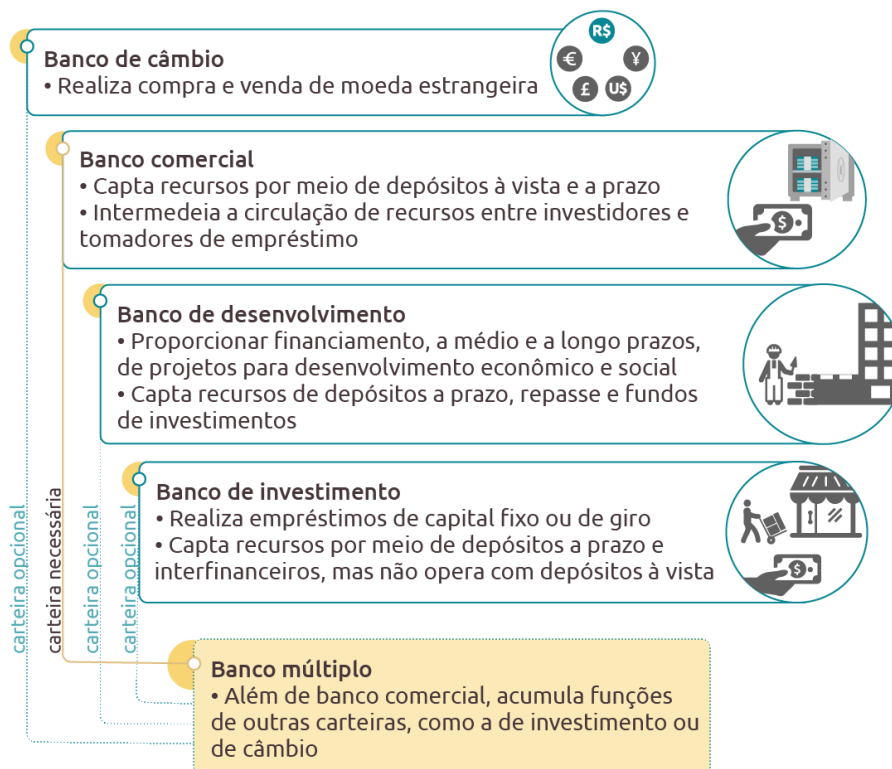 Banco de câmbio
• Realiza compra e venda de moeda estrangeira
R$
€
¥
£
U$
Banco comercial
• Capta recursos por meio de depósitos à vista e a prazo
• Intermedeia a circulação de recursos entre investidores e
tomadores de empréstimo
$
Banco de desenvolvimento
• Proporcionar financiamento, a médio e a longo prazos,
de projetos para desenvolvimento econômico e social
• Capta recursos de depósitos a prazo, repasse e fundos
de investimentos
Banco de investimento
• Realiza empréstimos de capital fixo ou de giro
• Capta recursos por meio de depósitos a prazo e
interfinanceiros, mas não opera com depósitos à vista
$
carteira opcional
carteira necessária
carteira opcional
carteira opcional
Banco múltiplo
• Além de banco comercial, acumula funções
de outras carteiras, como a de investimento ou
de câmbio